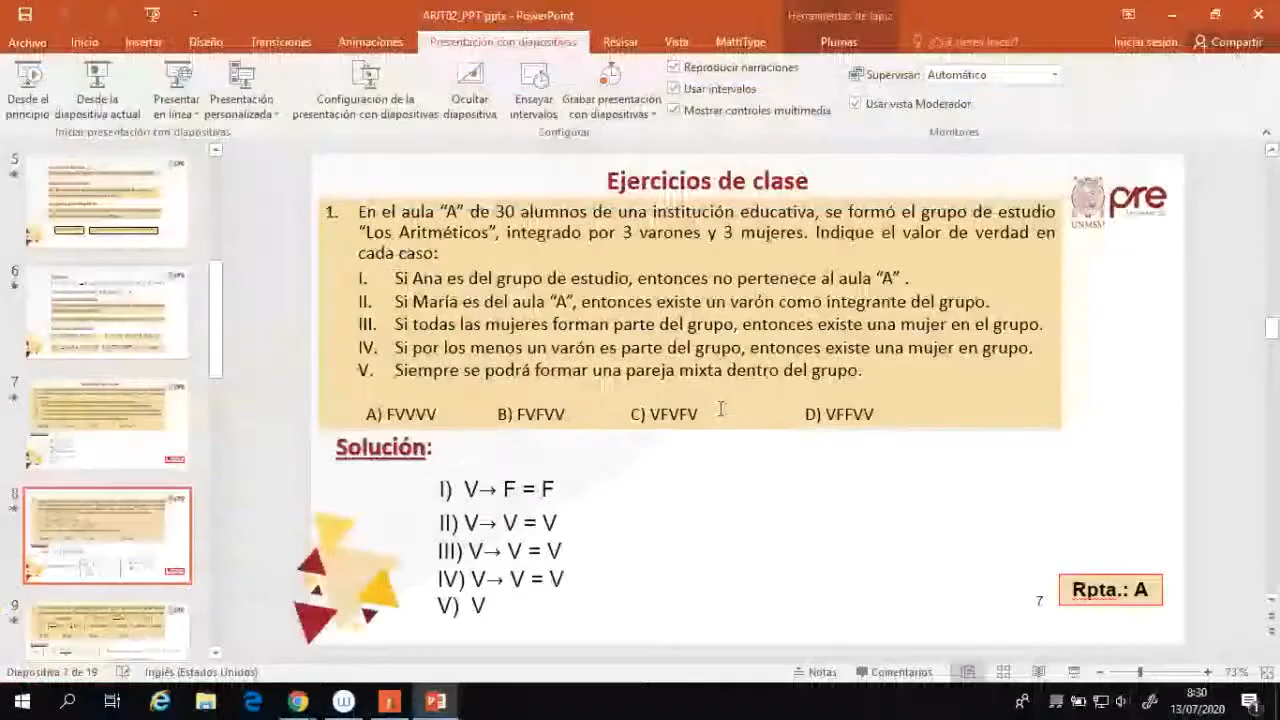 ARIT02_PPT.pptx - PowerPoint
Herramientas de lápiz
Archivo Inicio Insertar Diseño Transiciones Animaciones Presentación con diapositivas Revisar Vista MathType Plumas ¿Qué desea hacer? Iniciar sesión Compartir
Desde el principio
Desde la diapositiva actual
Presentar en línea
Presentación personalizada
Configuración de la presentación con diapositivas
Ocultar diapositiva
Ensayar intervalos
Grabar presentación con diapositivas
Reproducir narraciones
Usar intervalos
Mostrar controles multimedia
Supervisar: Automático
Usar vista Moderador
Iniciar presentación con diapositivas
Configurar
Monitores
5
6
7
8
9
Ejercicios de clase
pre
UNMSM
1. En el aula “A” de 30 alumnos de una institución educativa, se formó el grupo de estudio
“Los Aritméticos”, integrado por 3 varones y 3 mujeres. Indique el valor de verdad en
cada caso:
I. Si Ana es del grupo de estudio, entonces no pertenece al aula “A” .
II. Si María es del aula “A”, entonces existe un varón como integrante del grupo.
III. Si todas las mujeres forman parte del grupo, entonces existe una mujer en el grupo.
IV. Si por los menos un varón es parte del grupo, entonces existe una mujer en grupo.
V. Siempre se podrá formar una pareja mixta dentro del grupo.
A) FVVVV B) FVFVV C) VFVFV D) VFFVV
Solución:
I) V→ F = F
II) V→ V = V
III) V→ V = V
IV) V→ V = V
V) V
7
Rpta.: A
Diapositiva 7 de 19 Inglés (Estados Unidos) Notas Comentarios 73%
8:30
13/07/2020